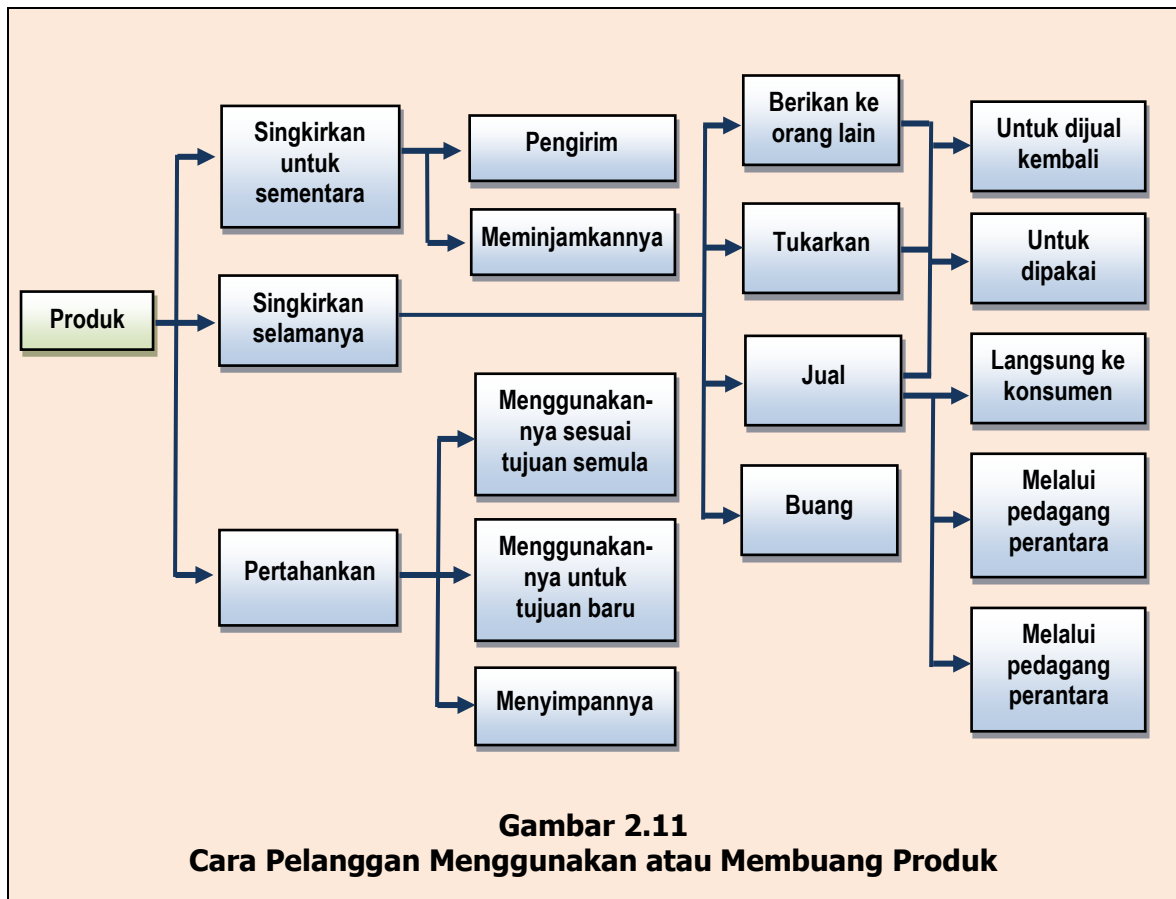 Produk
Singkirkan
untuk
sementara
Singkirkan
selamanya
Pertahankan
Pengirim
Meminjamkannya
Menggunakan-
nya sesuai
tujuan semula
Menggunakan-
nya untuk
tujuan baru
Menyimpannya
Berikan ke
orang lain
Tukarkan
Jual
Buang
Untuk dijual
kembali
Untuk
dipakai
Langsung ke
konsumen
Melalui
pedagang
perantara
Melalui
pedagang
perantara
Gambar 2.11
Cara Pelanggan Menggunakan atau Membuang Produk